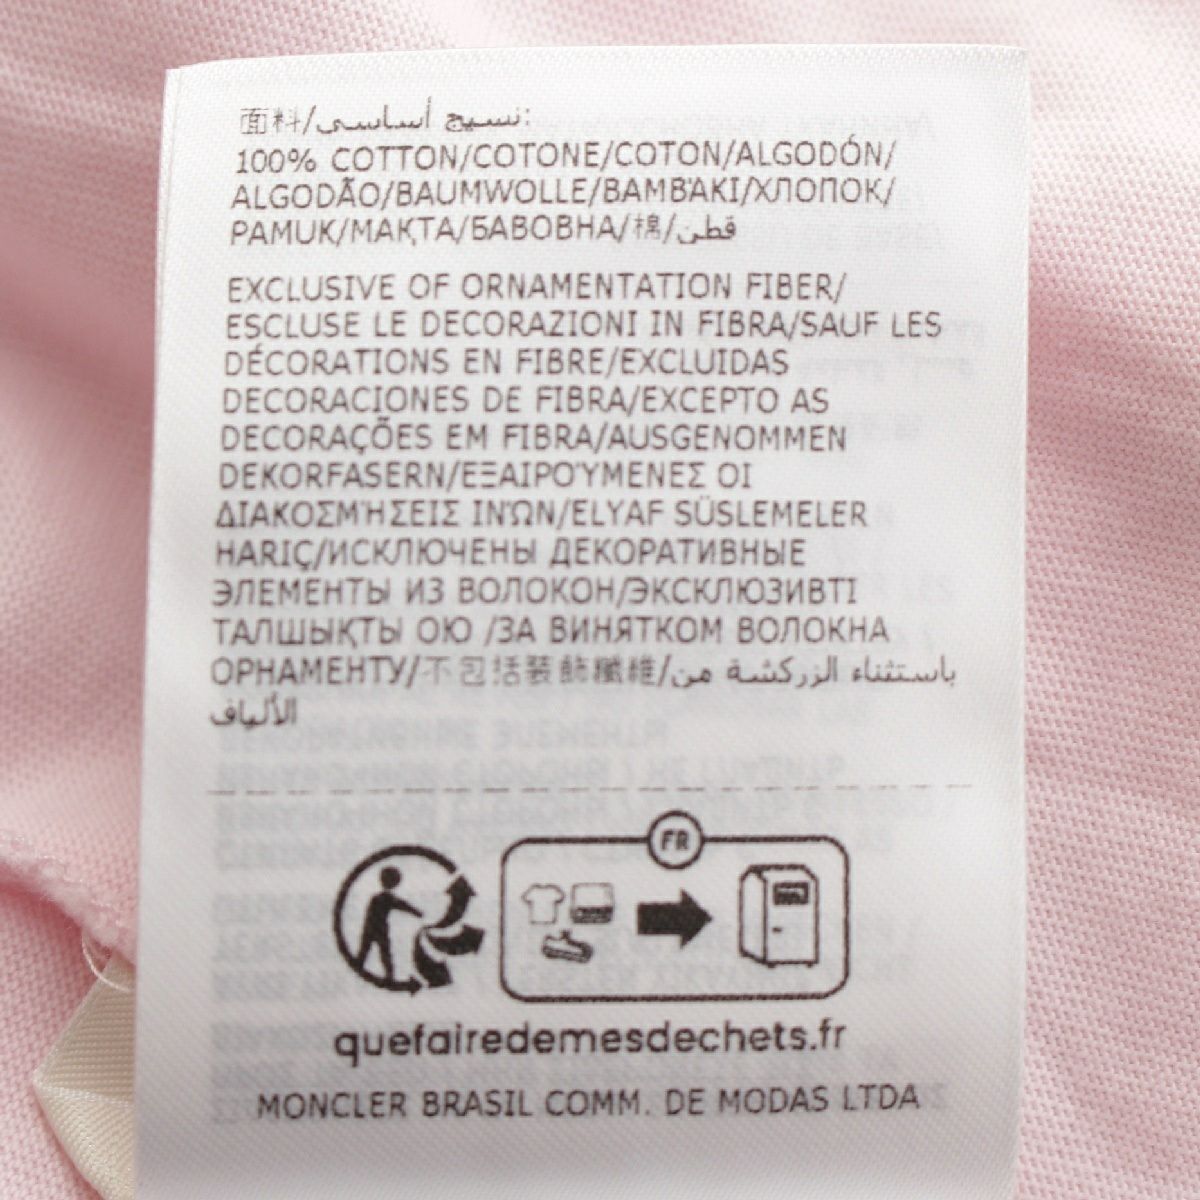 面料/نسيج أساسى:
100% COTTON/COTONE/COTON/ALGODÓN/
ALGODÃO/BAUMWOLLE/ΒΑΜΒΆΚΙ/ХЛОПОК/
PAMUK/МАҚТА/БАВОВНА/棉/قطن
EXCLUSIVE OF ORNAMENTATION FIBER/
ESCLUSE LE DECORAZIONI IN FIBRA/SAUF LES
DÉCORATIONS EN FIBRE/EXCLUIDAS
DECORACIONES DE FIBRA/EXCEPTO AS
DECORAÇÕES EM FIBRA/AUSGENOMMEN
DEKORFASERN/ΕΞΑΙΡΟΎΜΕΝΕΣ ΟΙ
ΔΙΑΚΟΣΜΉΣΕΙΣ ΙΝΏΝ/ELYAF SÜSLEMELER
HARIÇ/ИСКЛЮЧЕНЫ ДЕКОРАТИВНЫЕ
ЭЛЕМЕНТЫ ИЗ ВОЛОКОН/ЭКСКЛЮЗИВТІ
ТАЛШЫҚТЫ ОЮ /ЗА ВИНЯТКОМ ВОЛОКНА
ОРНАМЕНТУ/不包括装飾纖維/باستثناء الزركشة من
الألياف
FR
quefairedemesdechets.fr
MONCLER BRASIL COMM. DE MODAS LTDA